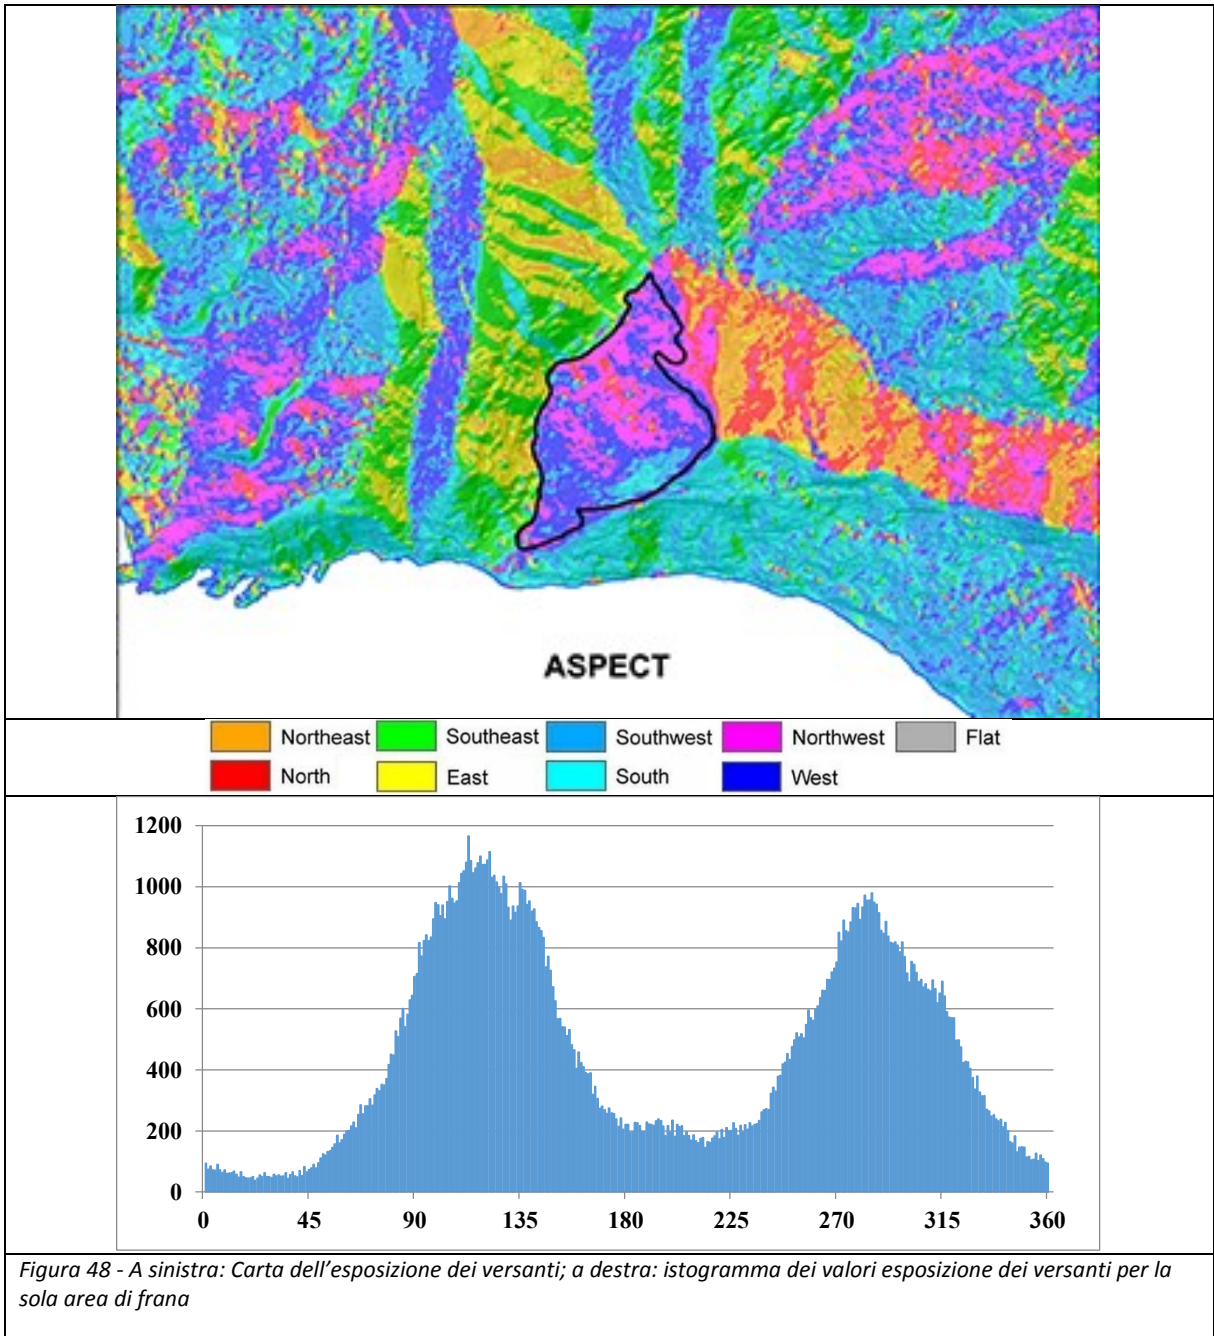 ASPECT
Northeast Southeast Southwest Northwest Flat
North East South West
1200
1000
800
600
400
200
0
0 45 90 135 180 225 270 315 360
Figura 48 - A sinistra: Carta dell'esposizione dei versanti; a destra: istogramma dei valori esposizione dei versanti per la
sola area di frana